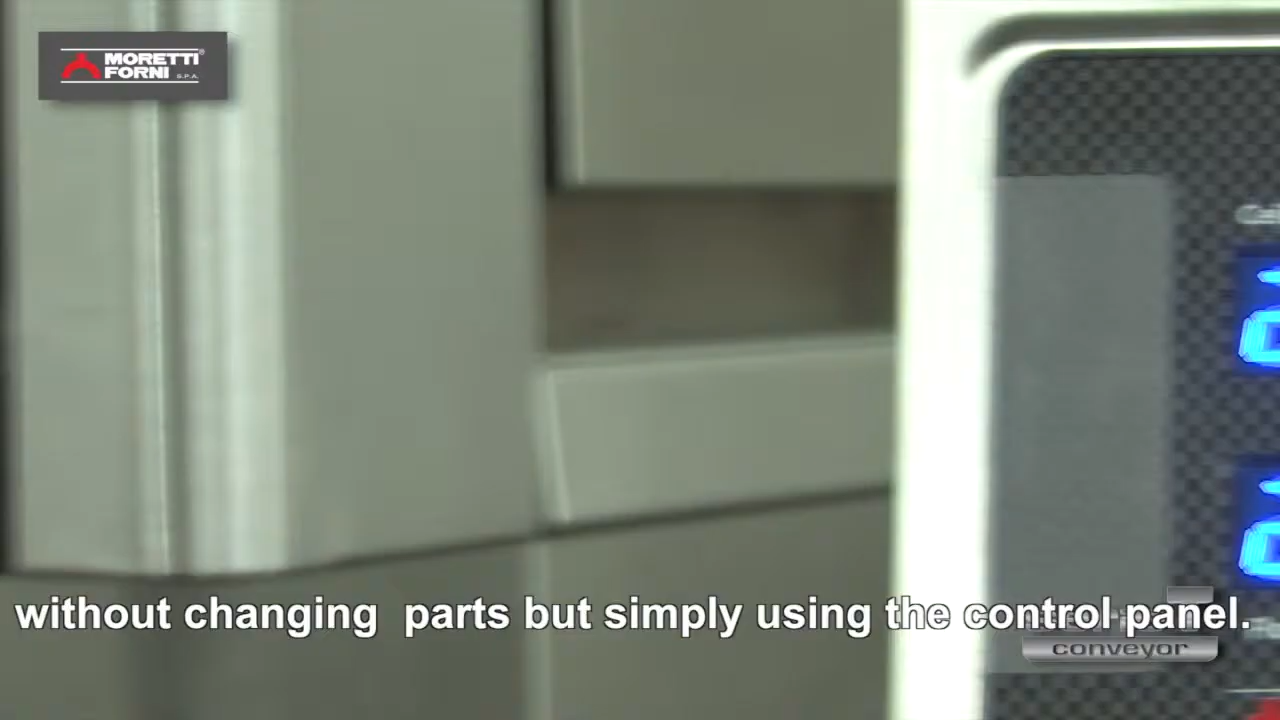 MORETTI
FORNI S.P.A.
without changing parts but simply using the control panel.
conveyor